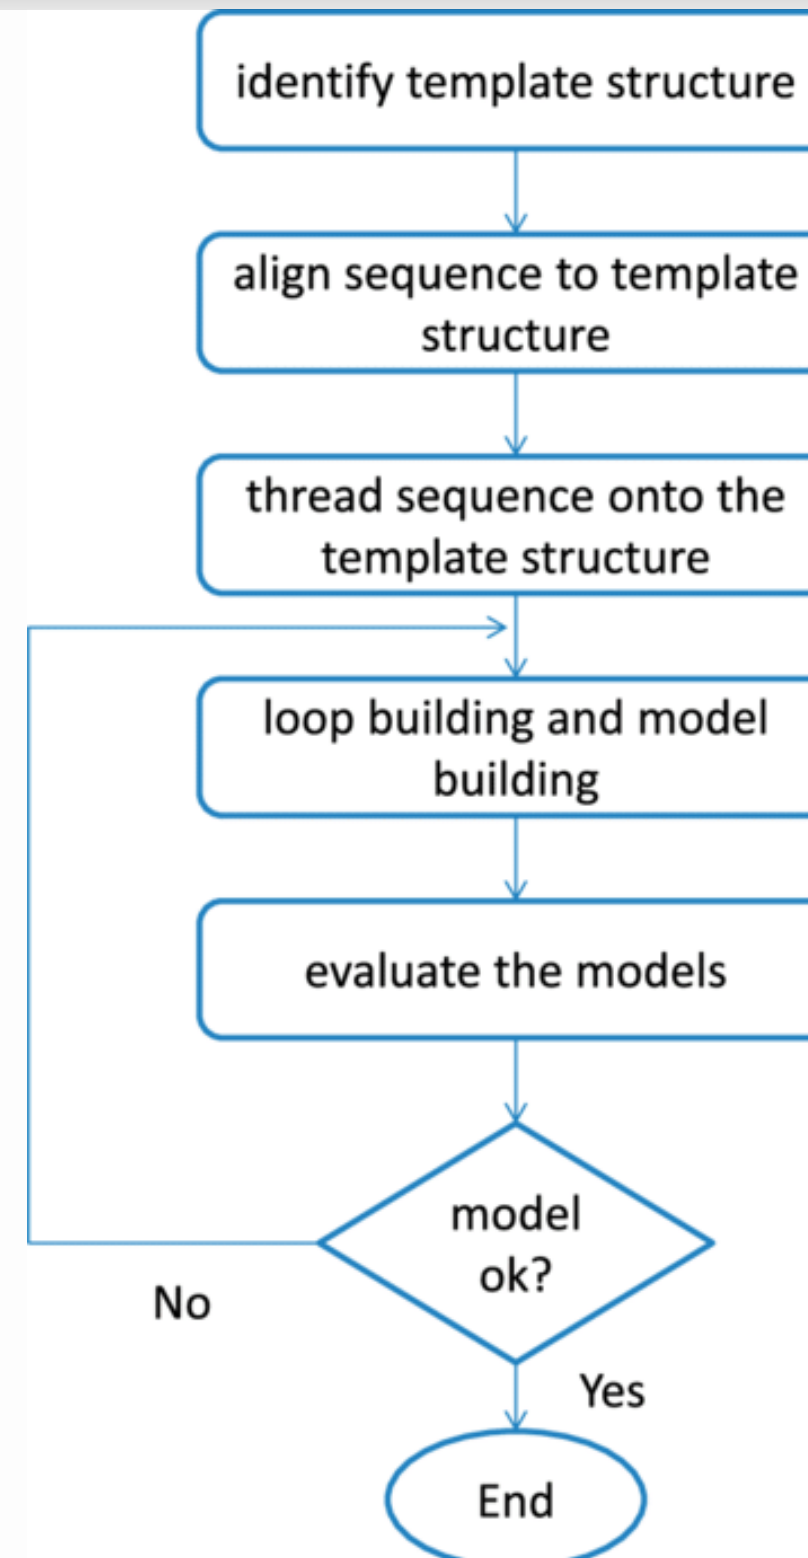 identify template structure
align sequence to template
structure
thread sequence onto the
template structure
loop building and model
building
evaluate the models
model
ok?
No
Yes
End